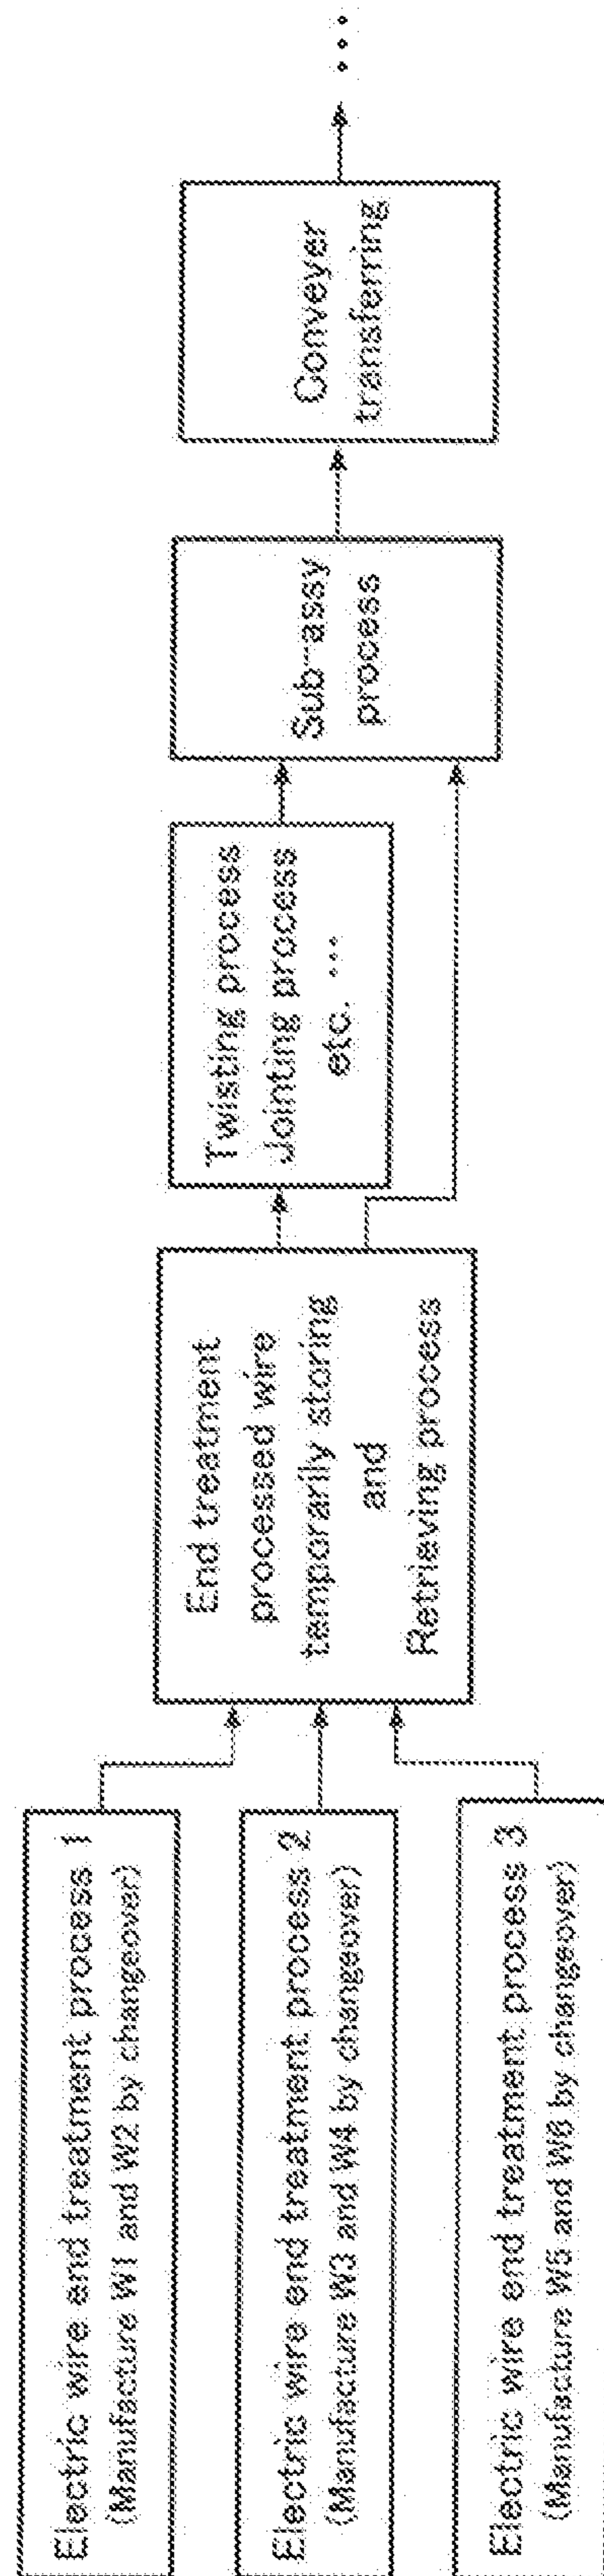 Electric wire end treatment process 1
(Manufacture W1 and W2 by changeover)
Electric wire end treatment process 2
(Manufacture W3 and W4 by changeover)
Electric wire end treatment process 3
(Manufacture W5 and W6 by changeover)
End treatment
processed wire
temporarily storing
and
Retrieving process
Twisting process
Jointing process
etc. ...
Sub-assy
process
Conveyer
transferring
...